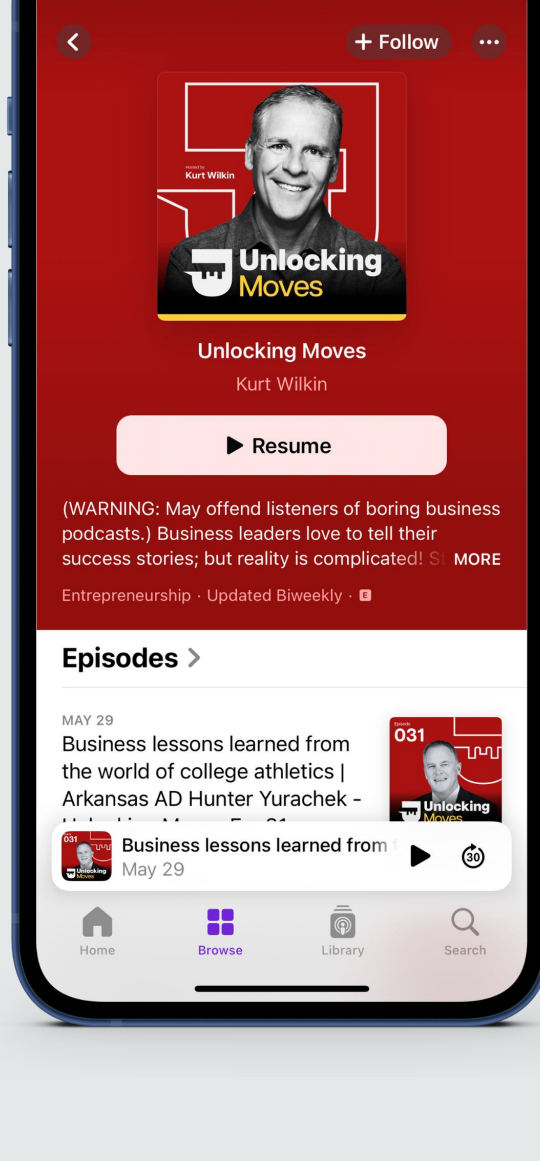 + Follow
Hosted by
Kurt Wilkin
Unlocking
Moves
Unlocking Moves
Kurt Wilkin
Resume
(WARNING: May offend listeners of boring business
podcasts.) Business leaders love to tell their
success stories; but reality is complicated! St MORE
Entrepreneurship · Updated Biweekly · E
Episodes
MAY 29
Business lessons learned from
the world of college athletics |
Arkansas AD Hunter Yurachek -
Episode
031
Unlocking
Moves
031
Unlocking
Moves
Business lessons learned from
May 29
30
Home
Browse
Library
Search